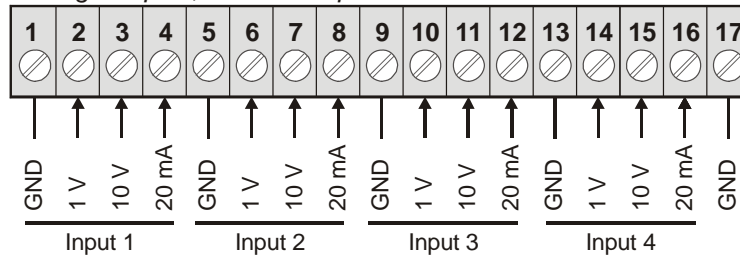 1 2 3 4 5 6 7 8 9 10 11 12 13 14 15 16 17
GND 1 V 10 V 20 mA GND 1 V 10 V 20 mA GND 1 V 10 V 20 mA GND 1 V 10 V 20 mA GND
Input 1 Input 2 Input 3 Input 4